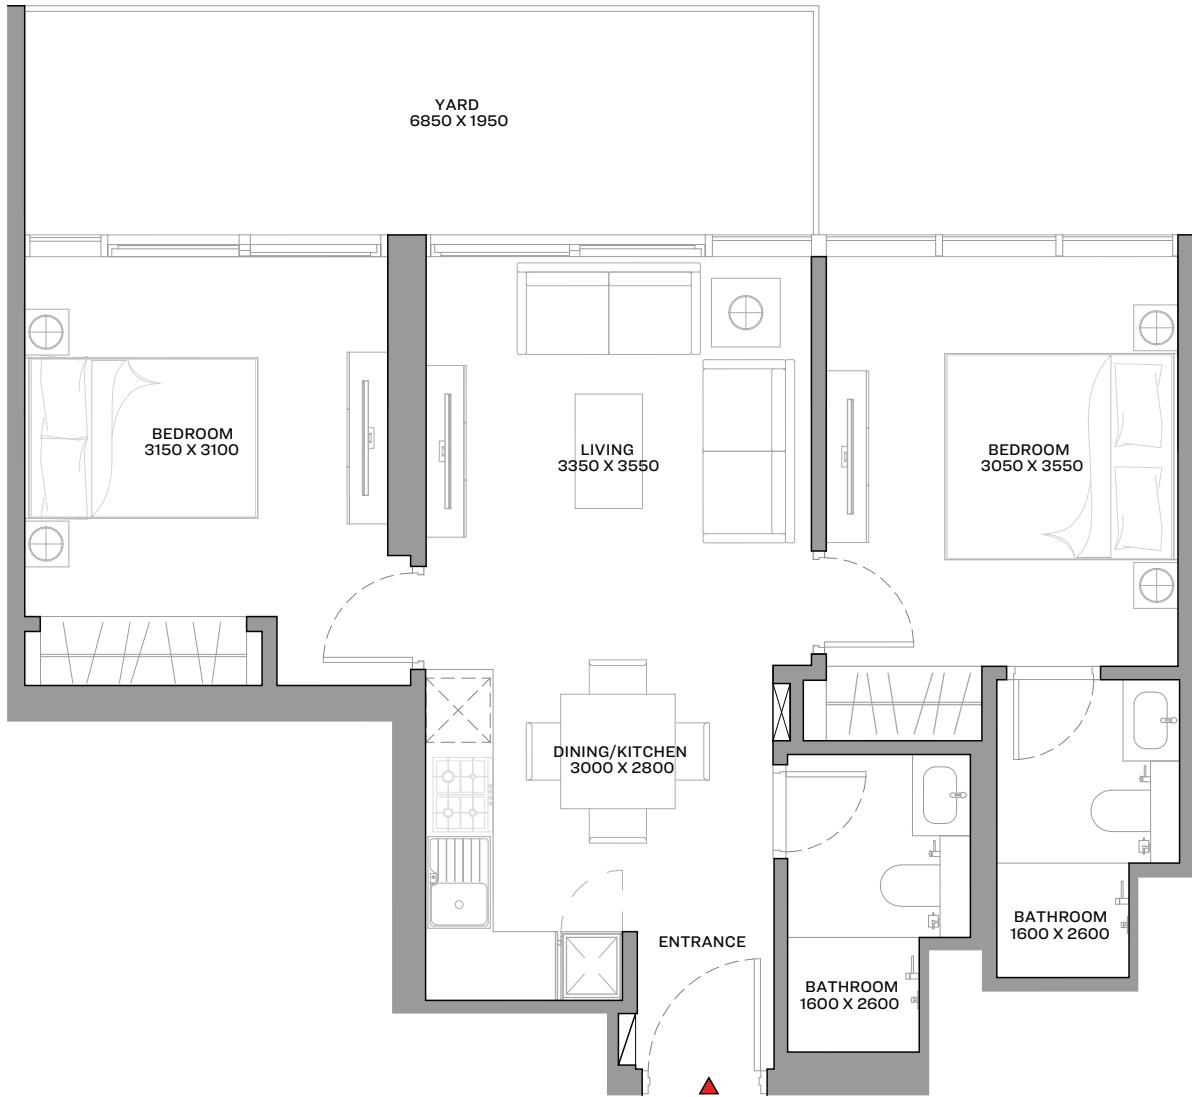 YARD
6850 X 1950
BEDROOM
3150 X 3100
LIVING
3350 X 3550
BEDROOM
3050 X 3550
DINING/KITCHEN
3000 X 2800
ENTRANCE
BATHROOM
1600 X 2600
BATHROOM
1600 X 2600